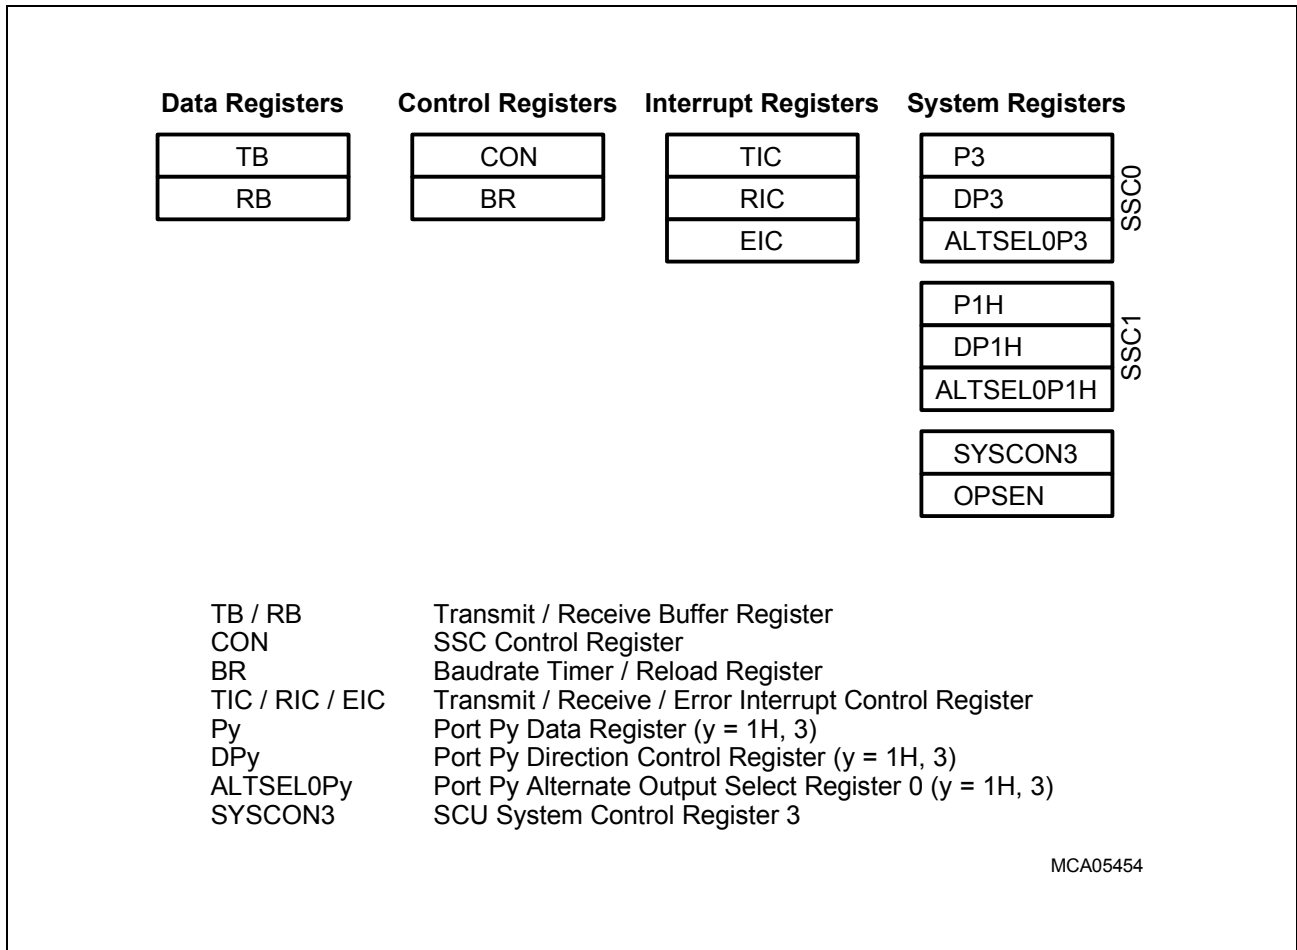 Data Registers Control Registers Interrupt Registers System Registers
TB CON TIC P3
RB BR RIC DP3
EIC ALTSEL0P3
SSC0
P1H
DP1H
ALTSEL0P1H
SSC1
SYSCON3
OPSEN
TB / RB Transmit / Receive Buffer Register
CON SSC Control Register
BR Baudrate Timer / Reload Register
TIC / RIC / EIC Transmit / Receive / Error Interrupt Control Register
Py Port Py Data Register (y = 1H, 3)
DPy Port Py Direction Control Register (y = 1H, 3)
ALTSEL0Py Port Py Alternate Output Select Register 0 (y = 1H, 3)
SYSCON3 SCU System Control Register 3
MCA05454